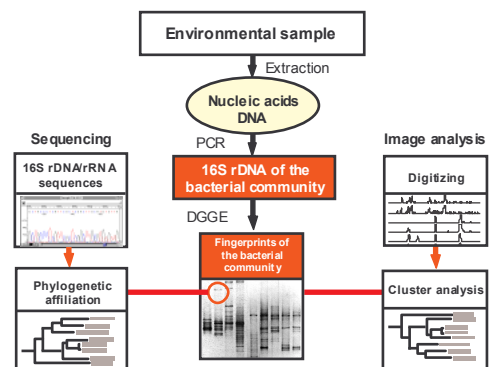 Environmental sample
Extraction
Nucleic acids
DNA
PCR
Sequencing
Image analysis
16S rDNA/rRNA
sequences
16S rDNA of the
bacterial community
Digitizing
DGGE
Fingerprints of
the bacterial
community
Phylogenetic
affiliation
Cluster analysis